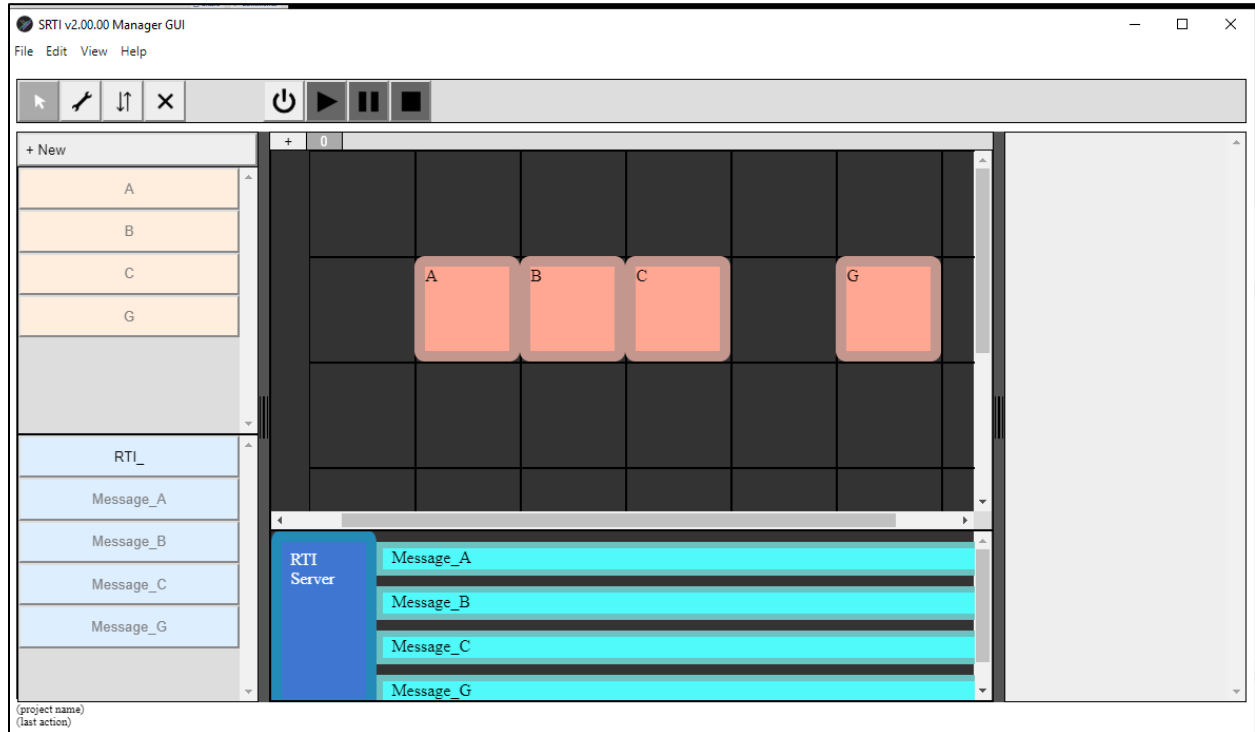 SRTI v2.00.00 Manager GUI
File Edit View Help
+ New
A
B
C
G
RTI_
Message_A
Message_B
Message_C
Message_G
+ 0
A B C G
RTI
Server
Message_A
Message_B
Message_C
Message_G
(project name)
(last action)